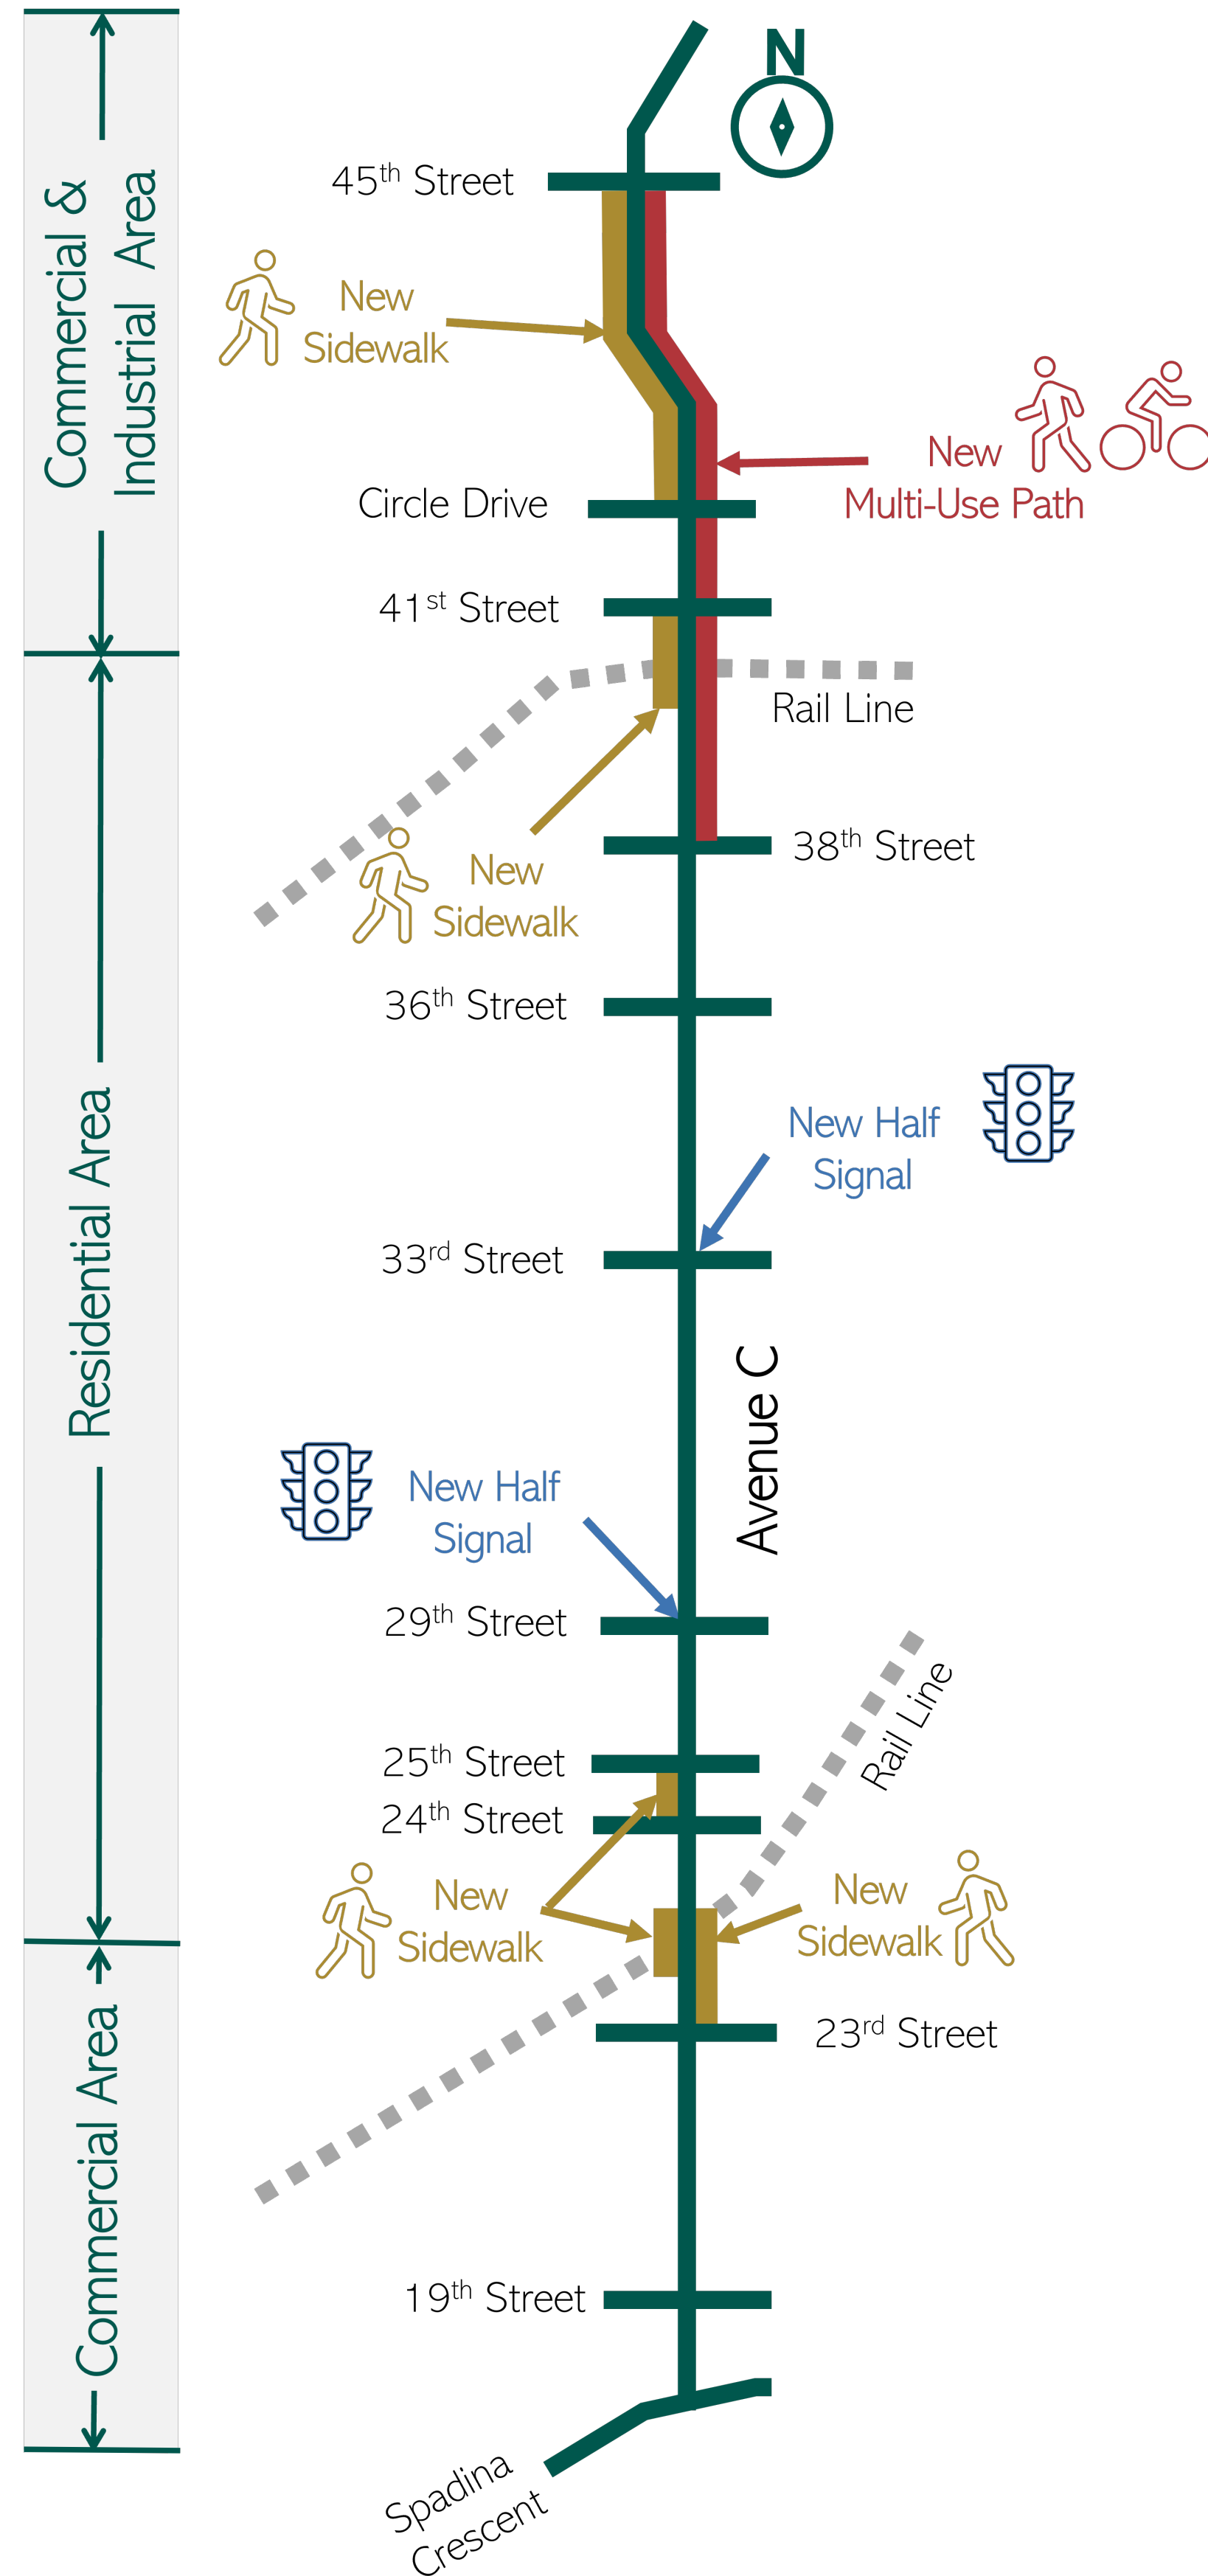 N
45th Street
Commercial &
Industrial Area
New
Sidewalk
New
Multi-Use Path
Circle Drive
41st Street
Rail Line
38th Street
New
Sidewalk
36th Street
New Half
Signal
33rd Street
Residential Area
Avenue C
New Half
Signal
29th Street
Rail Line
25th Street
24th Street
New
Sidewalk
New
Sidewalk
23rd Street
Commercial Area
19th Street
Spadina
Crescent